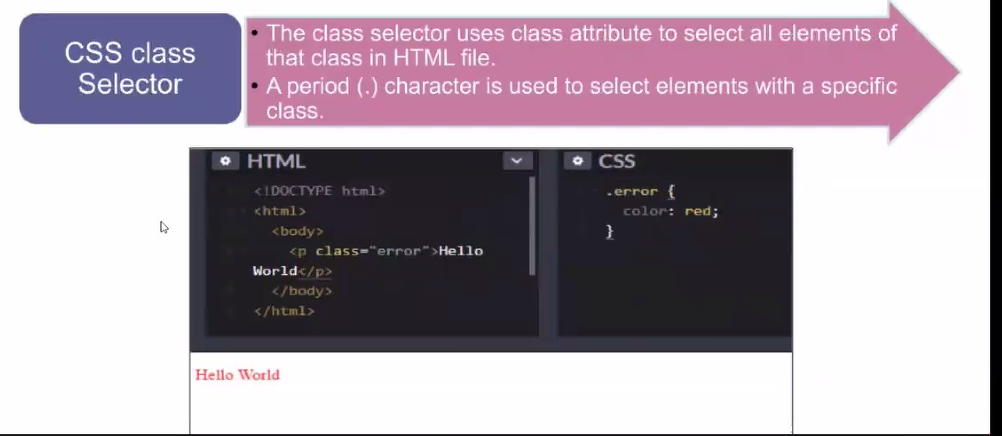 CSS class
Selector
• The class selector uses class attribute to select all elements of
that class in HTML file.
• A period (.) character is used to select elements with a specific
class.
HTML
<!DOCTYPE html>
<html>
<body>
<p class="error">Hello
World</p>
</body>
</html>
CSS
.error {
color: red;
}
Hello World